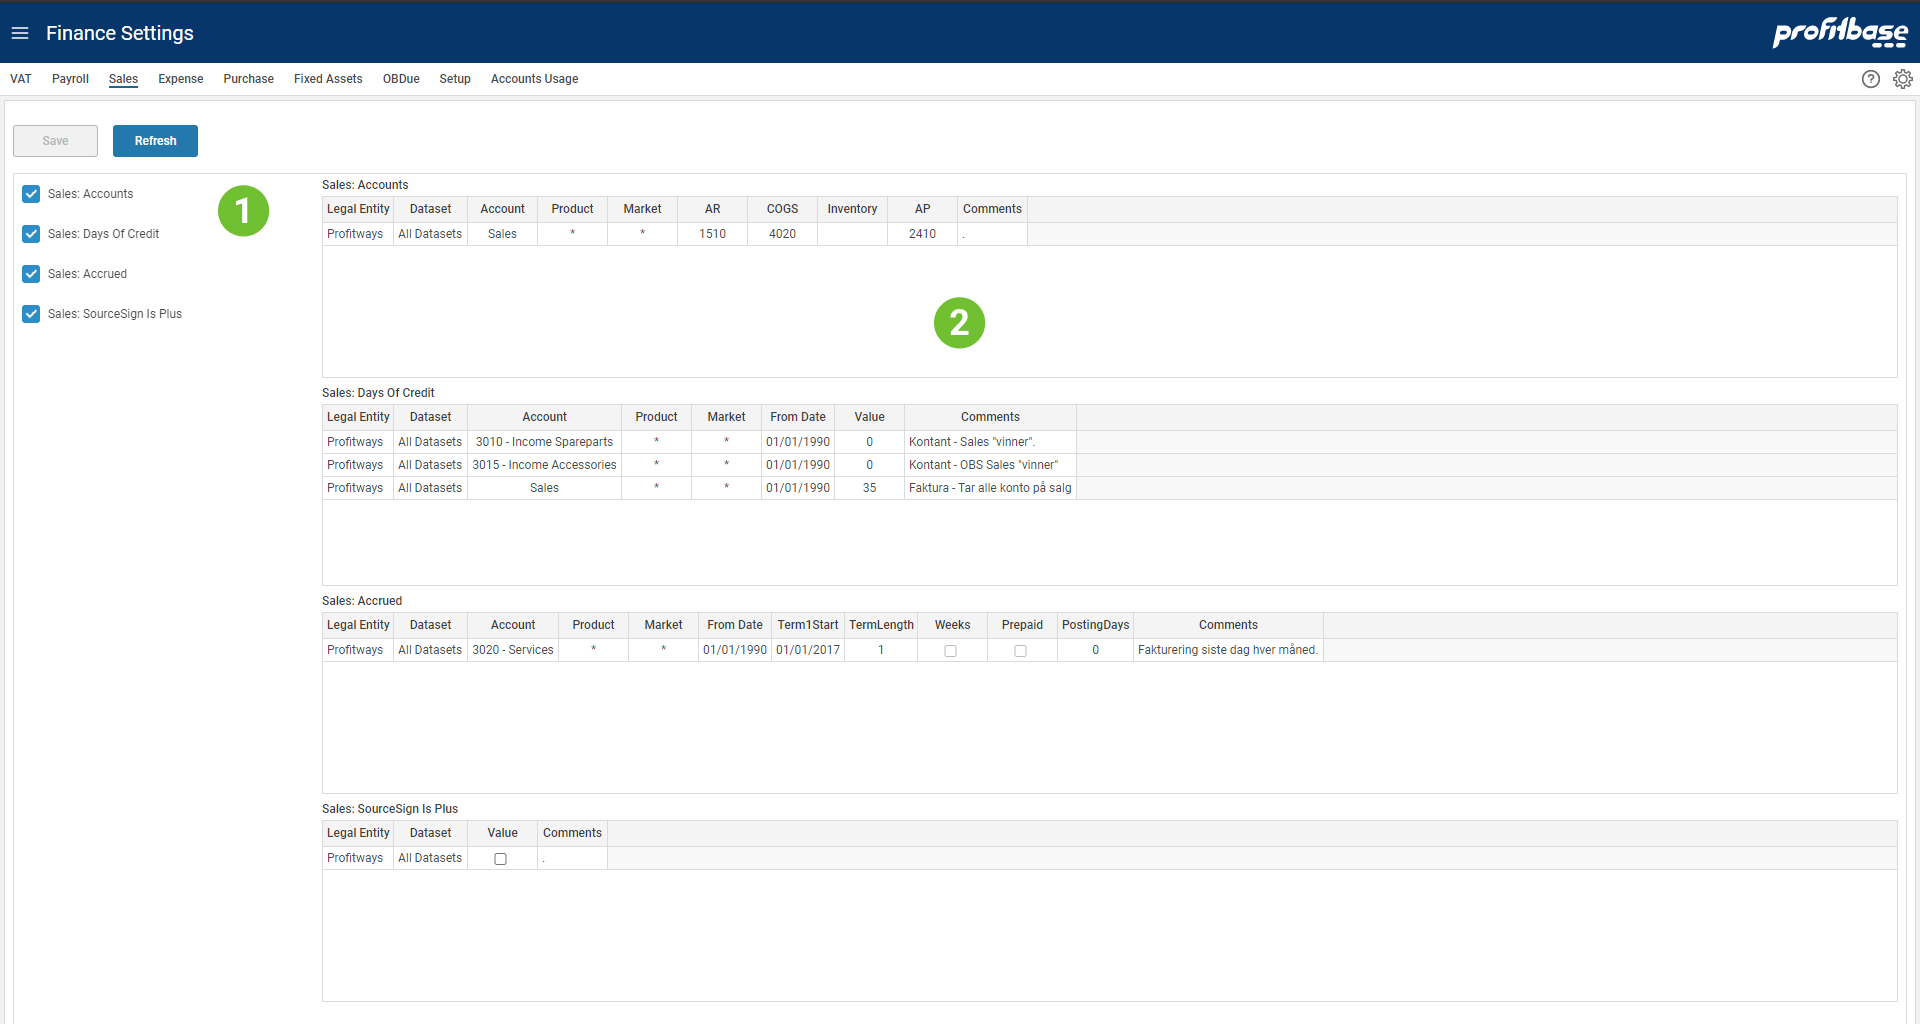 Finance Settings
profitbase
VAT Payroll Sales Expense Purchase Fixed Assets OBDue Setup Accounts Usage
?
Save Refresh
Sales: Accounts
Sales: Days Of Credit
Sales: Accrued
Sales: SourceSign Is Plus
1
Sales: Accounts
Legal Entity Dataset Account Product Market AR COGS Inventory AP Comments
Profitways All Datasets Sales * * 1510 4020 2410 .
2
Sales: Days Of Credit
Legal Entity Dataset Account Product Market From Date Value Comments
Profitways All Datasets 3010 - Income Spareparts * * 01/01/1990 0 Kontant - Sales "vinner".
Profitways All Datasets 3015 - Income Accessories * * 01/01/1990 0 Kontant - OBS Sales "vinner"
Profitways All Datasets Sales * * 01/01/1990 35 Faktura - Tar alle konto på salg
Sales: Accrued
Legal Entity Dataset Account Product Market From Date Term1Start TermLength Weeks Prepaid PostingDays Comments
Profitways All Datasets 3020 - Services * * 01/01/1990 01/01/2017 1 0 Fakturering siste dag hver måned.
Sales: SourceSign Is Plus
Legal Entity Dataset Value Comments
Profitways All Datasets .